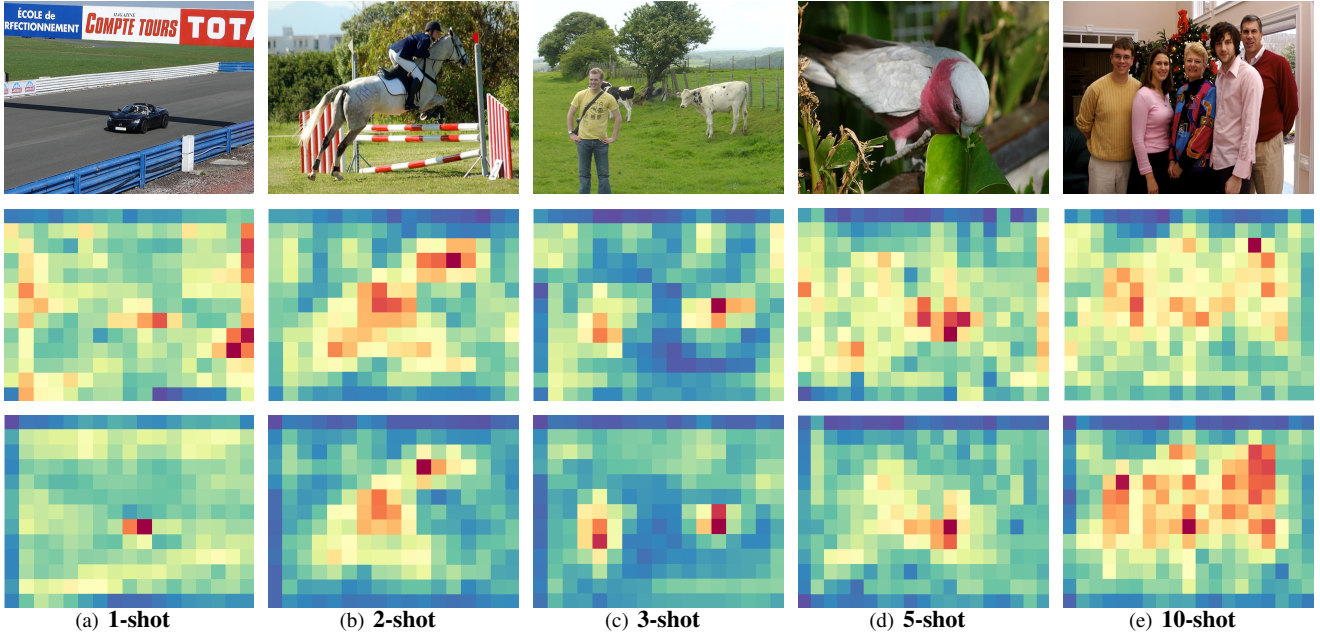 ÉCOLE de
RFECTIONNEMENT
MAGAZINE
COMPTE TOURS
TOTA
(a) 1-shot
(b) 2-shot
(c) 3-shot
(d) 5-shot
(e) 10-shot